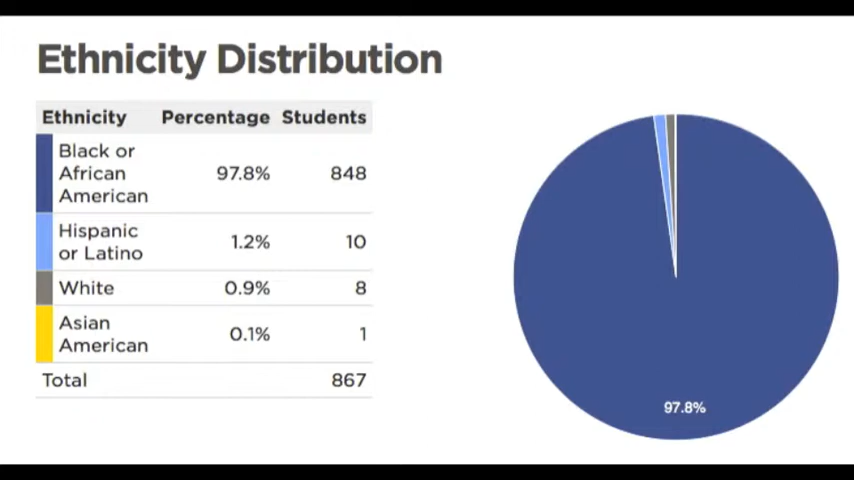 Ethnicity Distribution
Ethnicity Percentage Students
Black or
African
American
97.8% 848
Hispanic
or Latino
1.2% 10
White 0.9% 8
Asian
American
0.1% 1
Total 867
97.8%